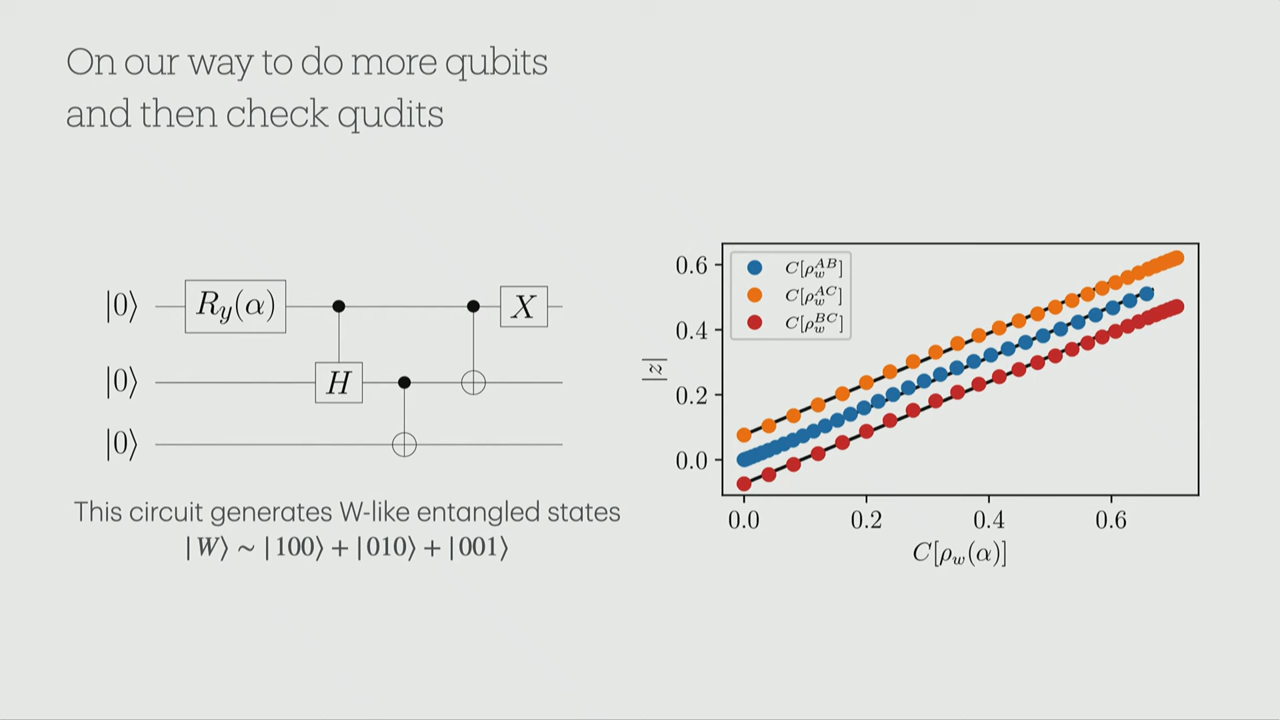 On our way to do more qubits
and then check qudits
|0⟩ R_y(α) X
|0⟩ H
|0⟩
This circuit generates W-like entangled states
|W⟩ ~ |100⟩ + |010⟩ + |001⟩
C[ρ_w^{AB}]
C[ρ_w^{AC}]
C[ρ_w^{BC}]
|z|
0.6
0.4
0.2
0.0
0.0 0.2 0.4 0.6
C[ρ_w(α)]